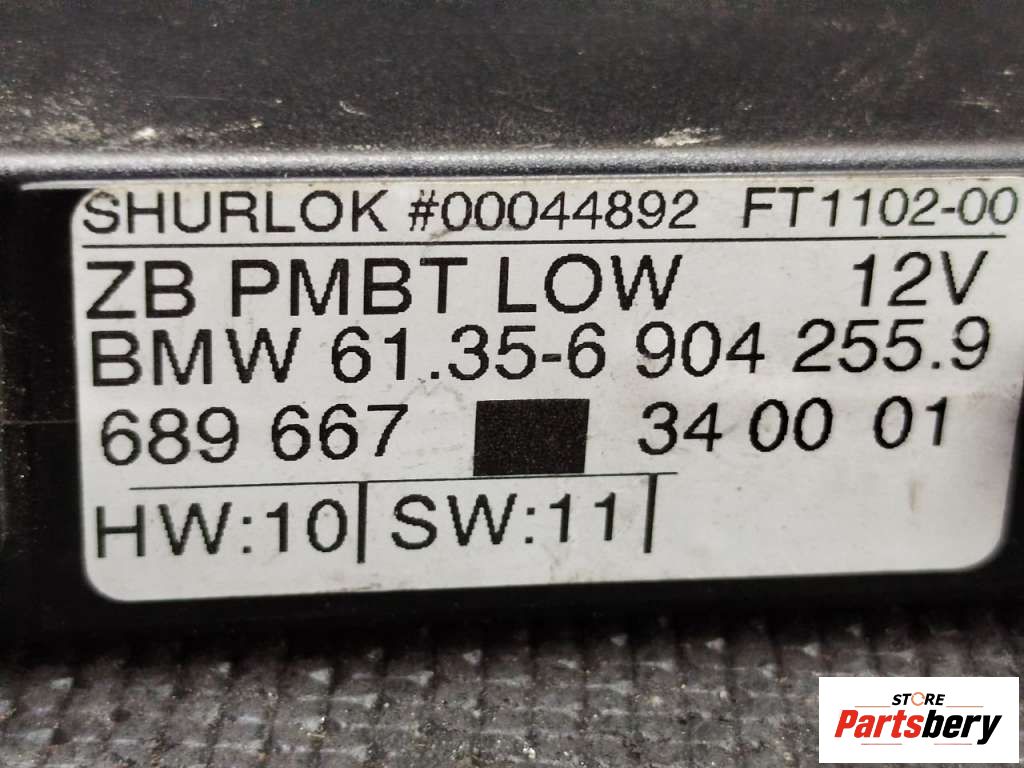 SHURLOK #00044892 FT1102-00
ZB PMBT LOW 12V
BMW 61.35-6 904 255.9
689 667 34 00 01
HW:10 SW:11
STORE
Partsbery